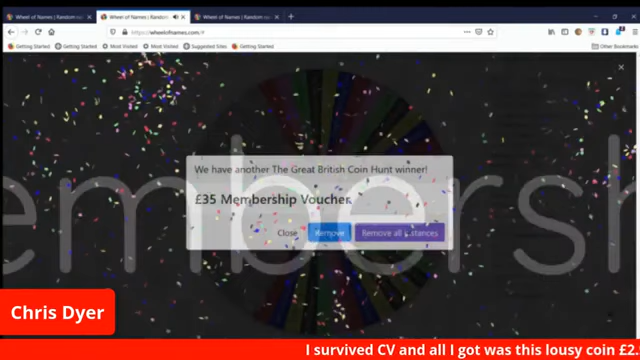 Wheel of Names | Random
Wheel of Names | Random
Wheel of Names | Random
https://wheelofnames.com/#
Getting Started
Getting Started
Most Visited
Most Visited
Suggested Sites
Getting Started
Other Bookmarks
embersh
We have another The Great British Coin Hunt winner!
£35 Membership Voucher
Close
Remove
Remove all instances
Chris Dyer
I survived CV and all I got was this lousy coin £2.